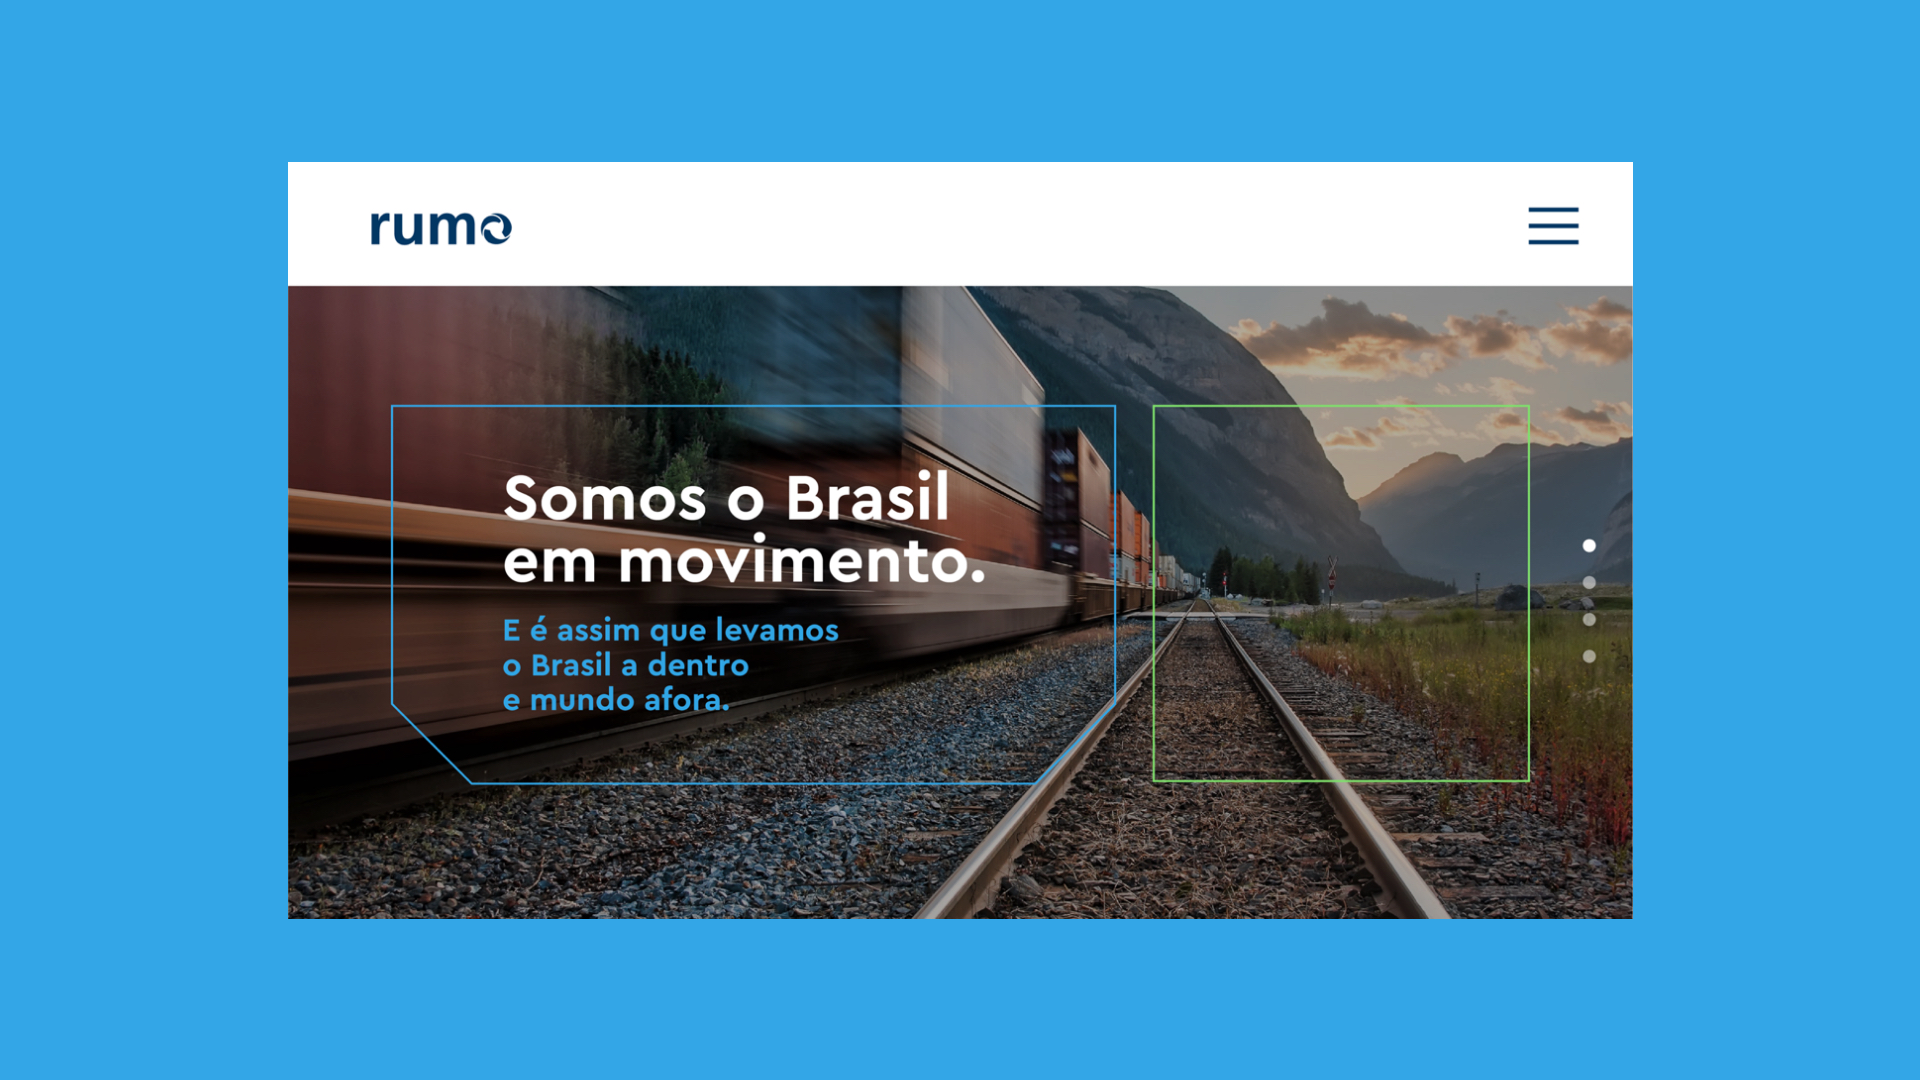 rumo
Somos o Brasil
em movimento.
E é assim que levamos
o Brasil a dentro
e mundo afora.